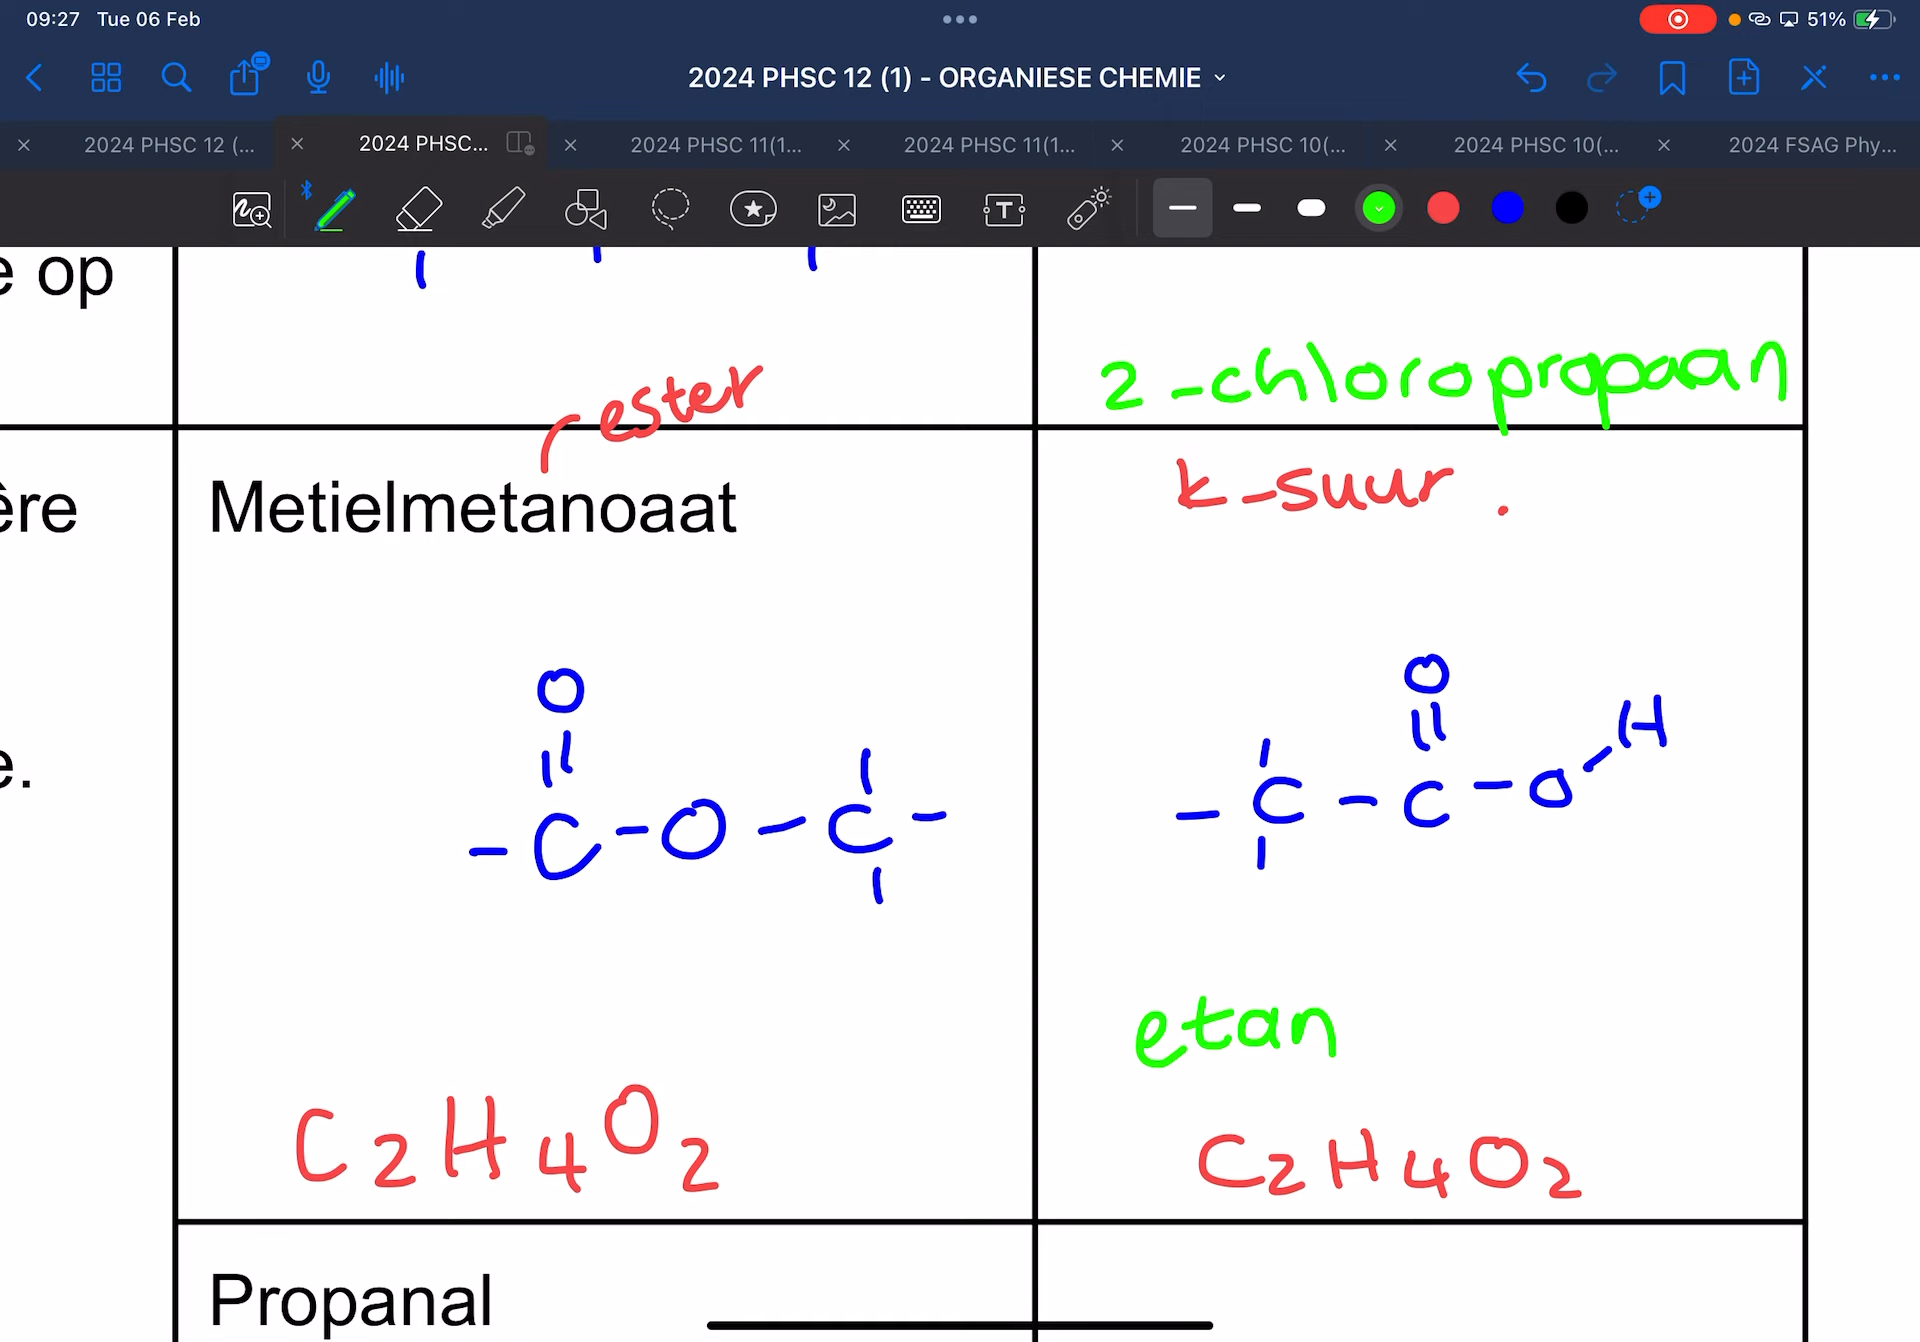 09:27 Tue 06 Feb
51%
2024 PHSC 12 (1) - ORGANIESE CHEMIE
2024 PHSC 12 (...
2024 PHSC...
2024 PHSC 11(1...
2024 PHSC 11(1...
2024 PHSC 10(...
2024 PHSC 10(...
2024 FSAG Phy...
e op
2-chloropropaan
ester
ère
Metielmetanoaat
k-suur .
O
O
H
e.
C-O-C-
-C-C-O
etan
C2H4O2
C2H4O2
Propanal